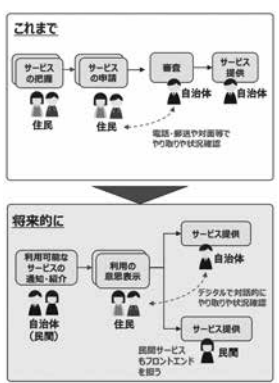 これまで
サービス
の把握
サービス
の申請
審査
サービス
提供
住民
住民
自治体
自治体
電話・郵送や対面等で
やり取りや状況確認
将来的に
利用可能な
サービスの
通知・紹介
利用の
意思表示
サービス提供
自治体
デジタルで対話的に
やり取りや状況確認
自治体
(民間)
住民
サービス提供
民間サービス
もフロントエンド
を担う
民間